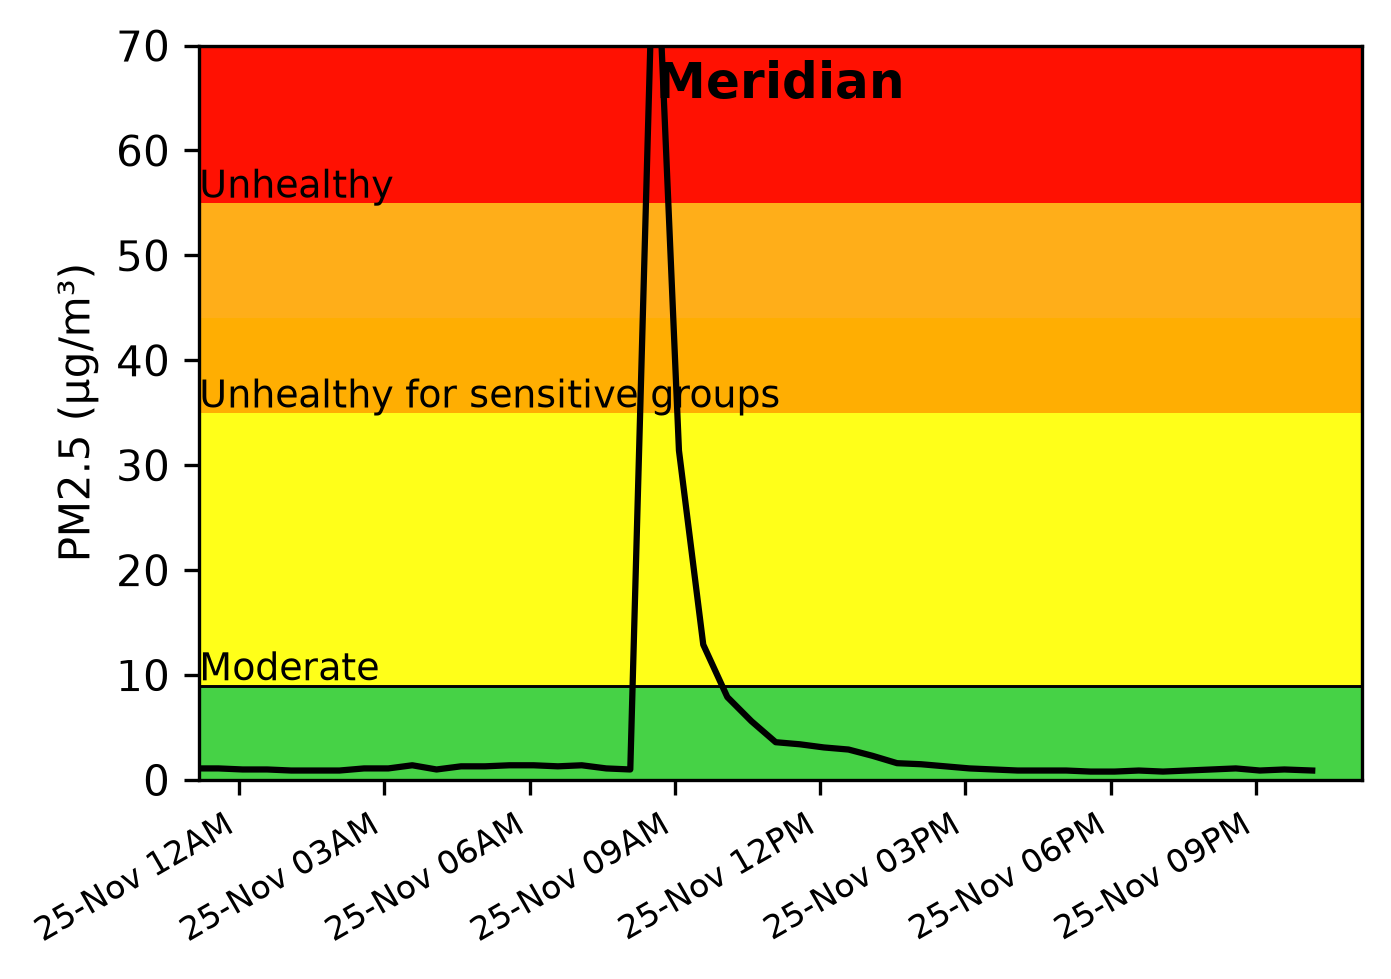 Meridian
70
60
50
40
30
20
10
0
PM2.5 (µg/m³)
Unhealthy
Unhealthy for sensitive groups
Moderate
25-Nov 12AM
25-Nov 03AM
25-Nov 06AM
25-Nov 09AM
25-Nov 12PM
25-Nov 03PM
25-Nov 06PM
25-Nov 09PM